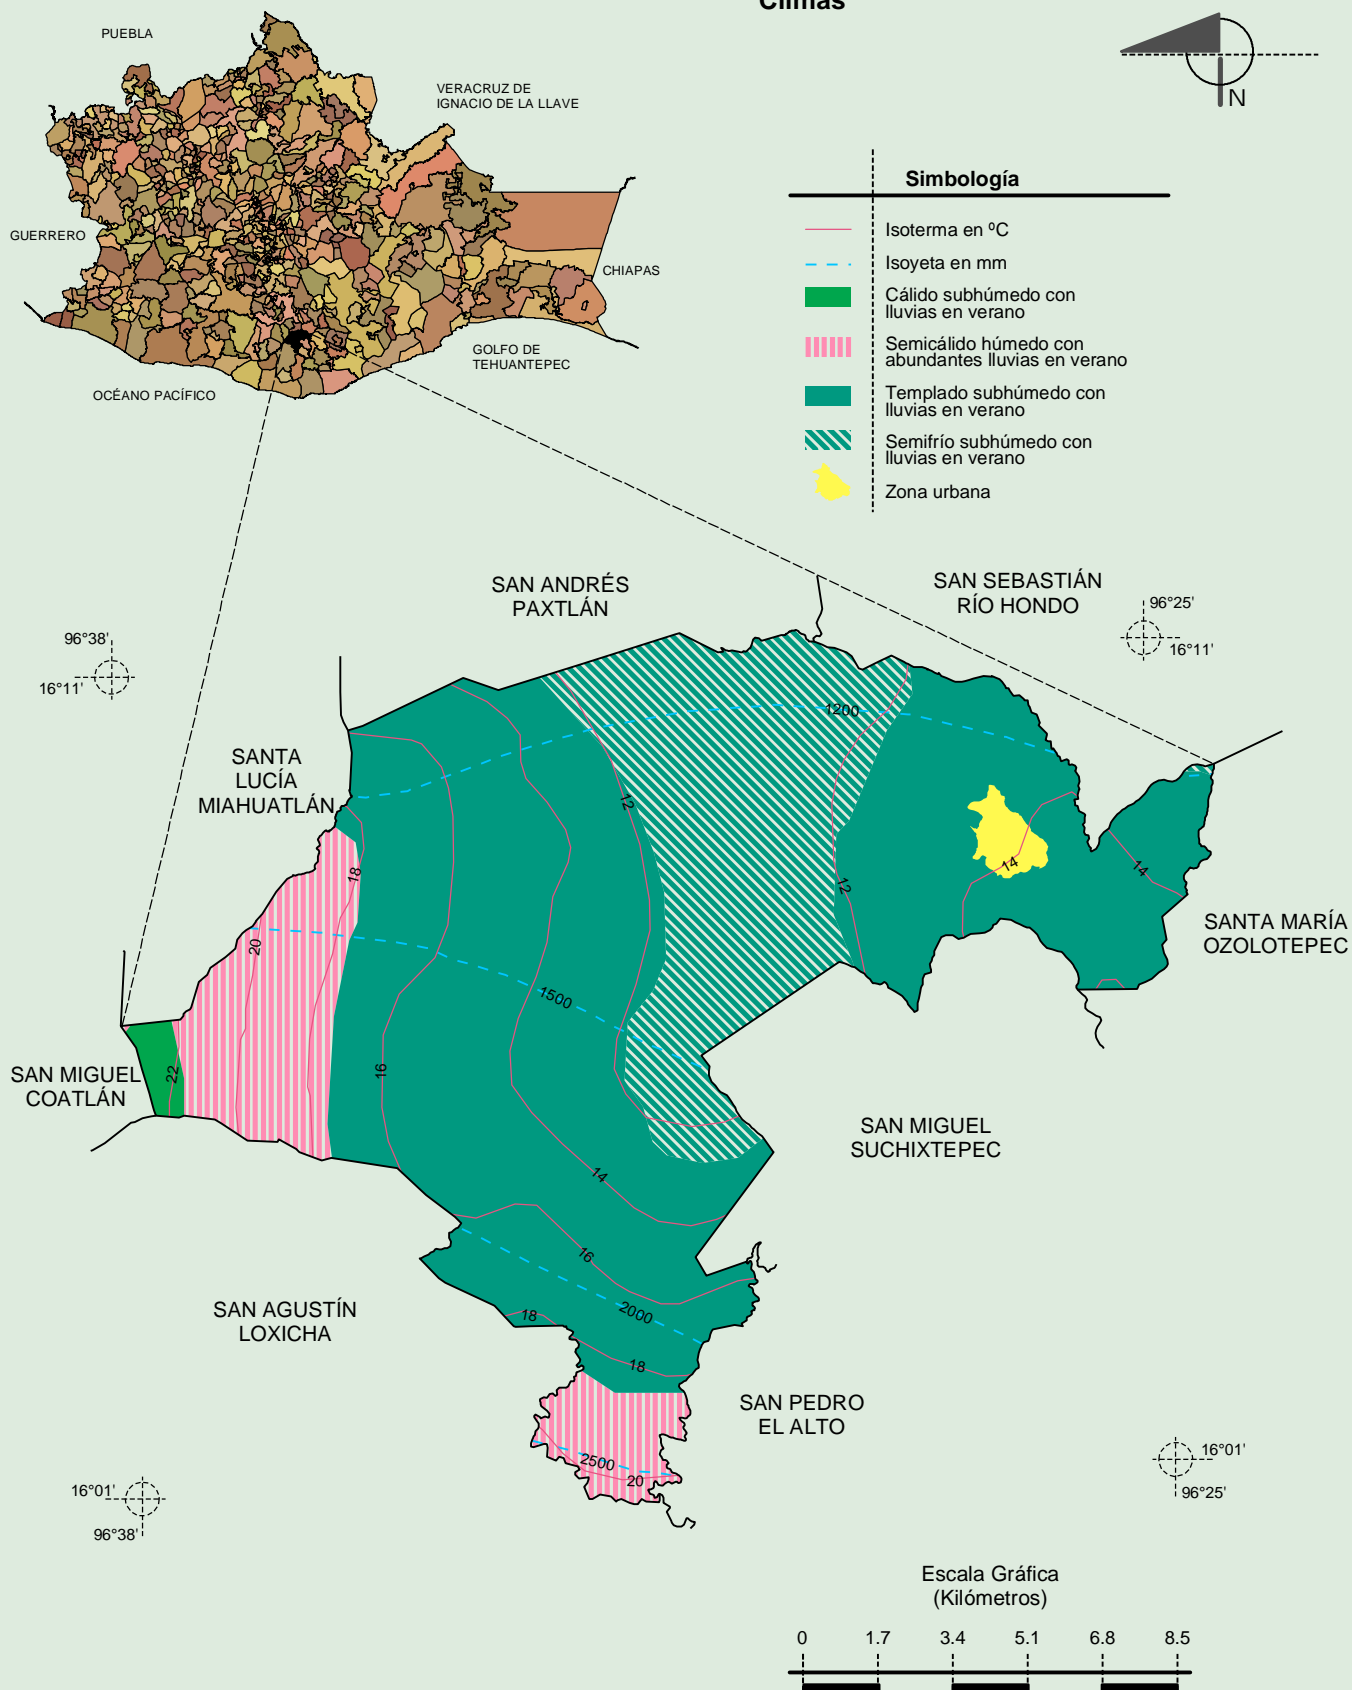 Climas
PUEBLA
VERACRUZ DE
IGNACIO DE LA LLAVE
GUERRERO
CHIAPAS
GOLFO DE
TEHUANTEPEC
OCÉANO PACÍFICO
N
Simbología
Isoterma en ºC
Isoyeta en mm
Cálido subhúmedo con
lluvias en verano
Semicálido húmedo con
abundantes lluvias en verano
Templado subhúmedo con
lluvias en verano
Semifrío subhúmedo con
lluvias en verano
Zona urbana
SAN ANDRÉS
PAXTLÁN
SAN SEBASTIÁN
RÍO HONDO
96°38'
16°11'
96°25'
16°11'
1200
SANTA
LUCÍA
MIAHUATLÁN
12
14
14
18
12
20
SANTA MARÍA
OZOLOTEPEC
1500
22
16
SAN MIGUEL
COATLÁN
SAN MIGUEL
SUCHIXTEPEC
14
16
SAN AGUSTÍN
LOXICHA
18
2000
18
SAN PEDRO
EL ALTO
2500
20
16°01'
96°38'
16°01'
96°25'
Escala Gráfica
(Kilómetros)
0 1.7 3.4 5.1 6.8 8.5